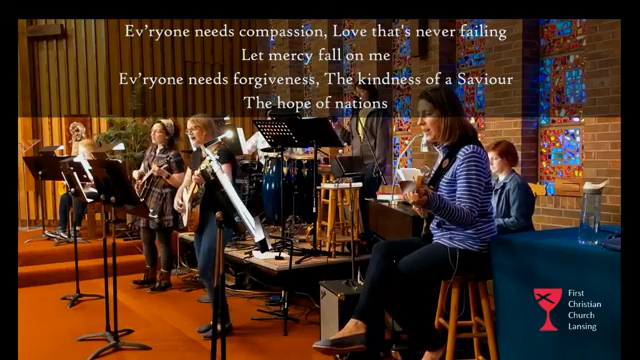 Ev'ryone needs compassion, Love that's never failing
Let mercy fall on me
Ev'ryone needs forgiveness, The kindness of a Saviour
The hope of nations
First
Christian
Church
Lansing